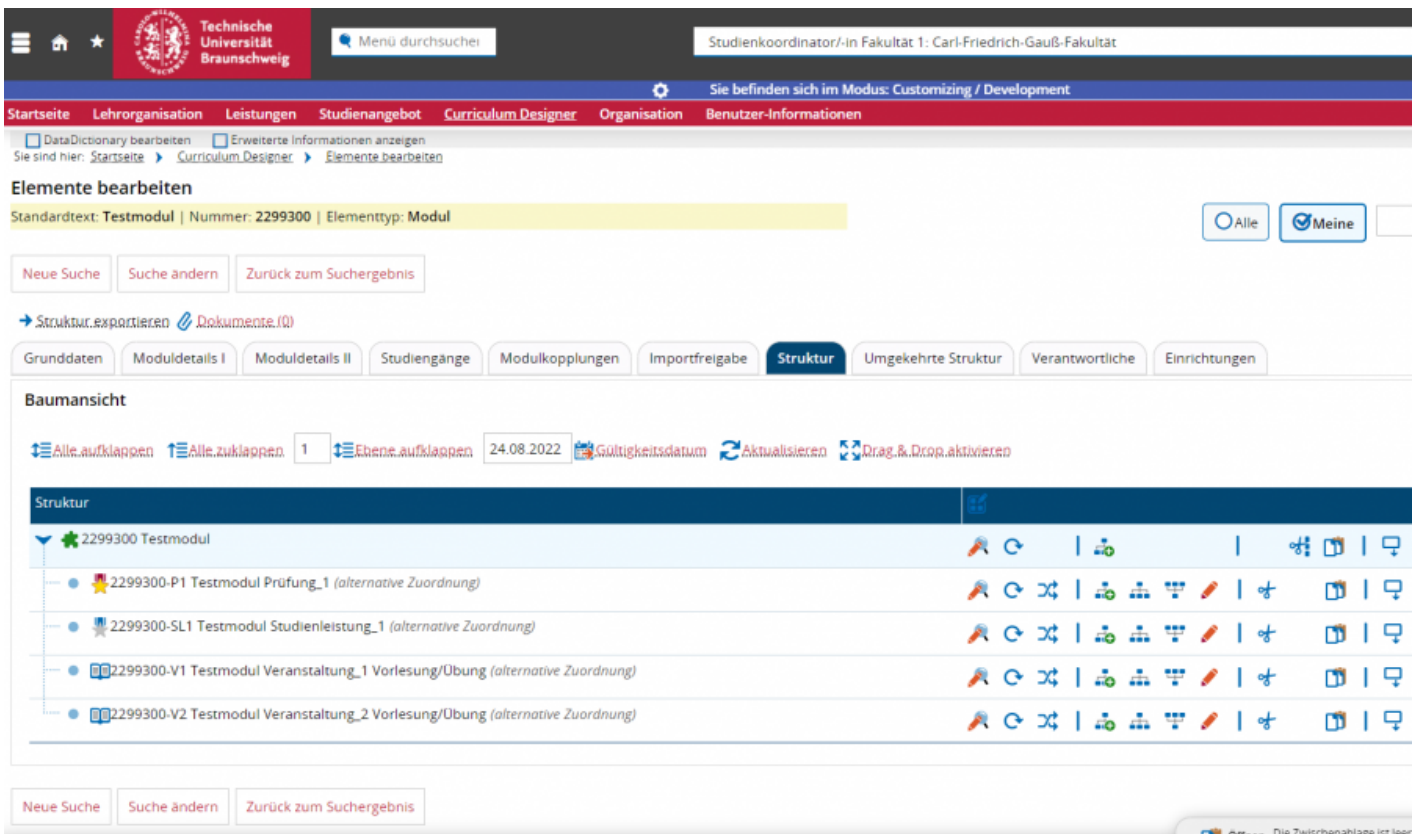 Technische
Universität
Braunschweig
Menü durchsuchen
Studienkoordinator/-in Fakultät 1: Carl-Friedrich-Gauß-Fakultät
Sie befinden sich im Modus: Customizing / Development
Startseite Lehrorganisation Leistungen Studienangebot Curriculum Designer Organisation Benutzer-Informationen
DataDictionary bearbeiten Erweiterte Informationen anzeigen
Sie sind hier: Startseite Curriculum Designer Elemente bearbeiten
Elemente bearbeiten
Standardtext: Testmodul | Nummer: 2299300 | Elementtyp: Modul
Alle Meine
Neue Suche Suche ändern Zurück zum Suchergebnis
Struktur exportieren Dokumente (0)
Grunddaten Moduldetails I Moduldetails II Studiengänge Modulkopplungen Importfreigabe Struktur Umgekehrte Struktur Verantwortliche Einrichtungen
Baumansicht
Alle aufklappen Alle zuklappen 1 Ebene aufklappen 24.08.2022 Gültigkeitsdatum Aktualisieren Drag & Drop aktivieren
Struktur
2299300 Testmodul
2299300-P1 Testmodul Prüfung_1 (alternative Zuordnung)
2299300-SL1 Testmodul Studienleistung_1 (alternative Zuordnung)
2299300-V1 Testmodul Veranstaltung_1 Vorlesung/Übung (alternative Zuordnung)
2299300-V2 Testmodul Veranstaltung_2 Vorlesung/Übung (alternative Zuordnung)
Neue Suche Suche ändern Zurück zum Suchergebnis
Die Zwischenablage ist leer